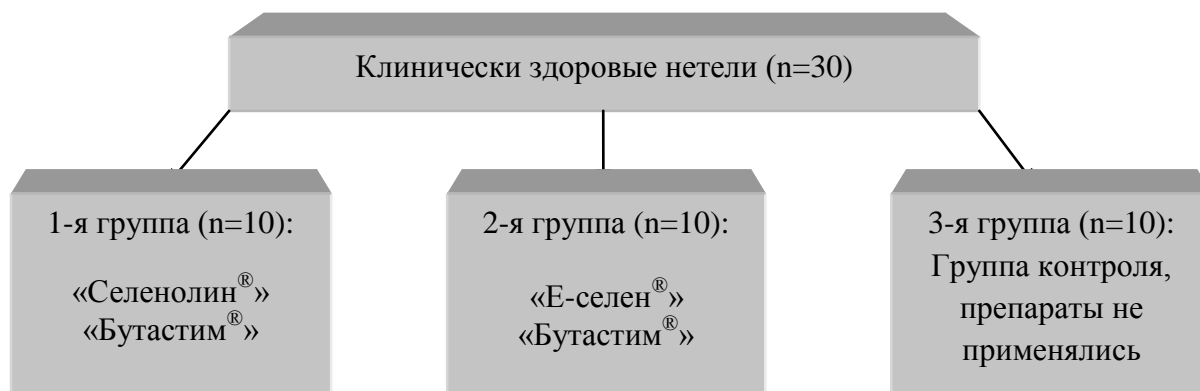 Клинически здоровые нетели (n=30)
1-я группа (n=10):
«Селенолин®»
«Бутастим®»
2-я группа (n=10):
«Е-селен®»
«Бутастим®»
3-я группа (n=10):
Группа контроля,
препараты не
применялись